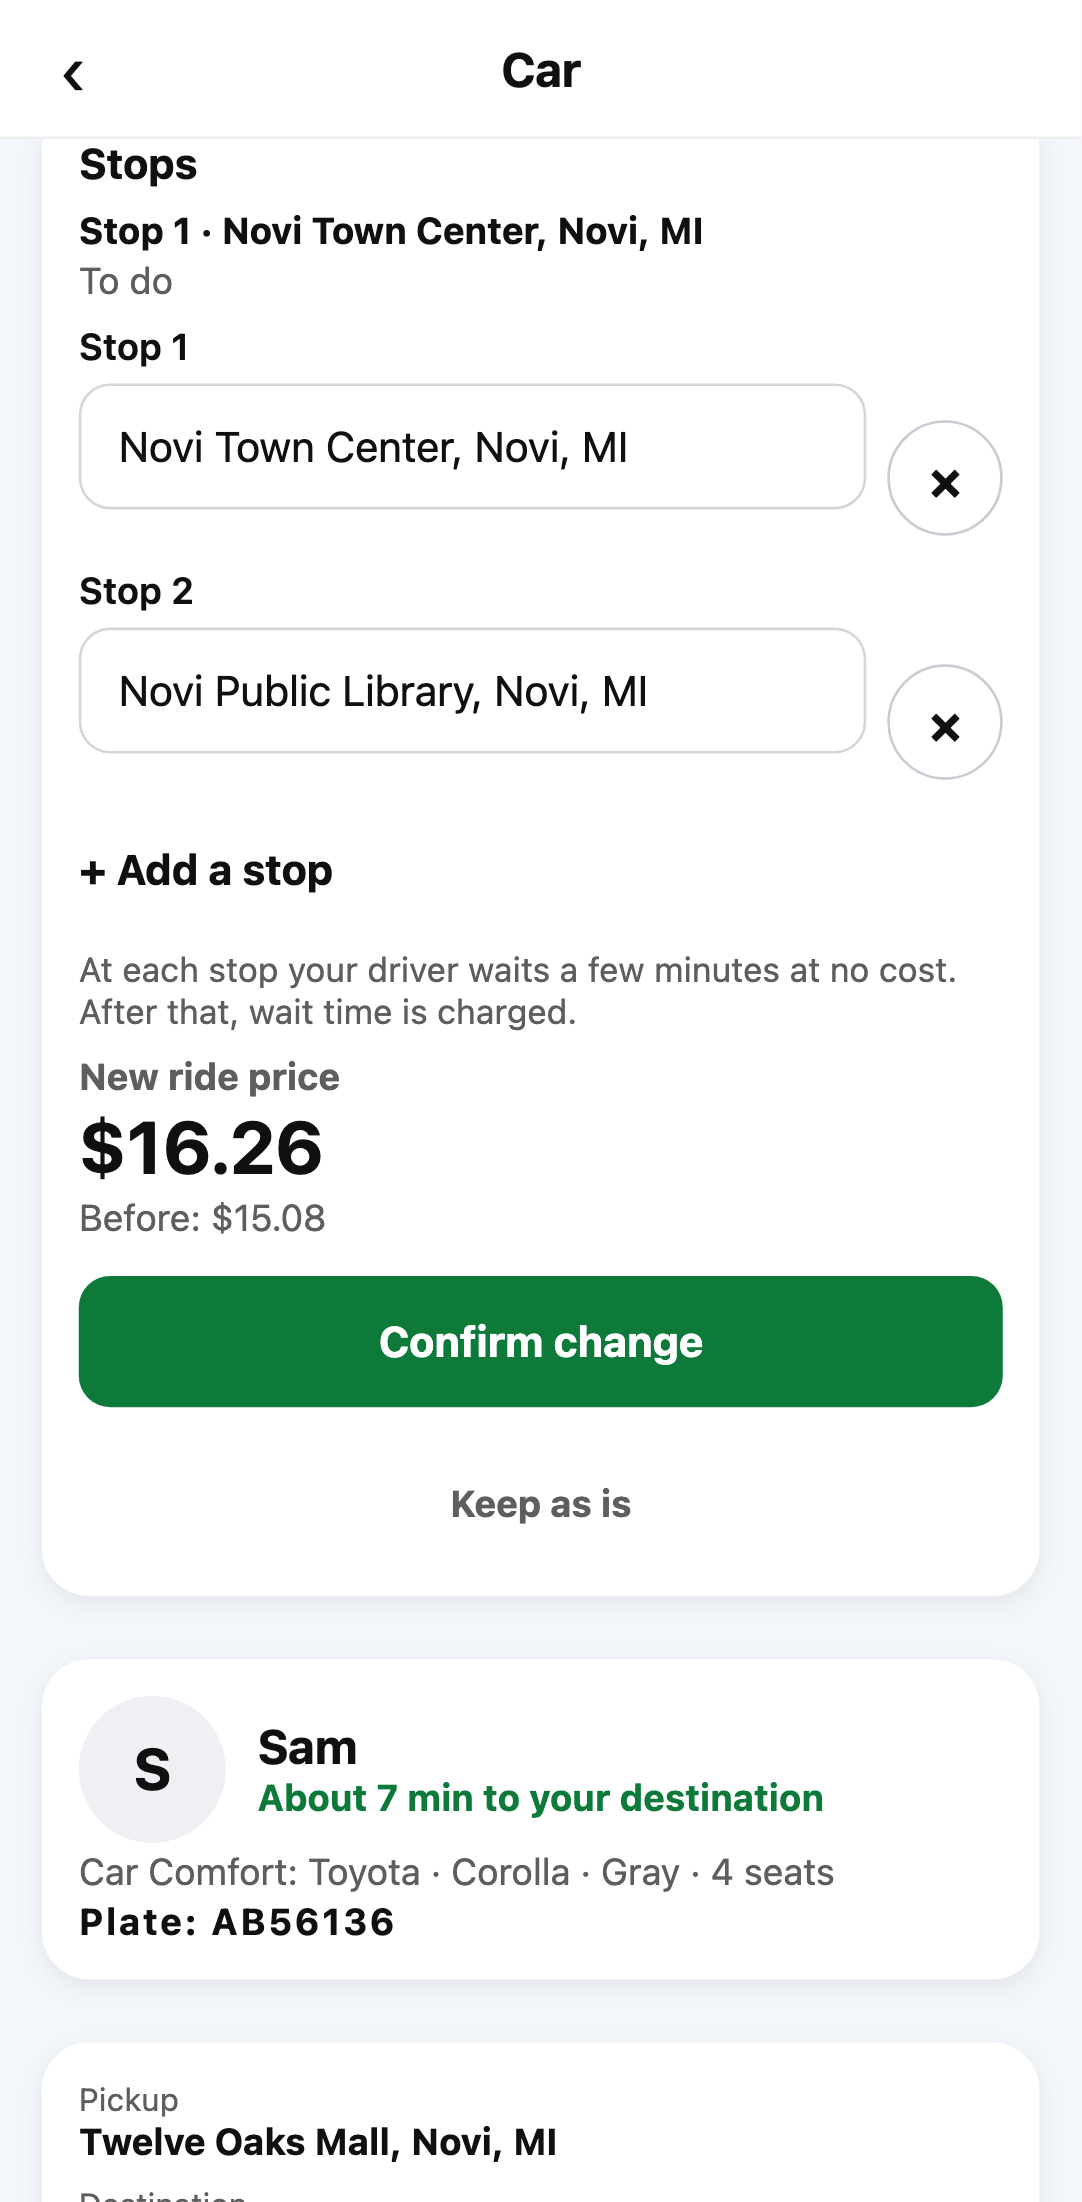 Car
Stops
Stop 1 · Novi Town Center, Novi, MI
To do
Stop 1
Novi Town Center, Novi, MI
Stop 2
Novi Public Library, Novi, MI
+ Add a stop
At each stop your driver waits a few minutes at no cost.
After that, wait time is charged.
New ride price
$16.26
Before: $15.08
Confirm change
Keep as is
S
Sam
About 7 min to your destination
Car Comfort: Toyota · Corolla · Gray · 4 seats
Plate: AB56136
Pickup
Twelve Oaks Mall, Novi, MI
Destination